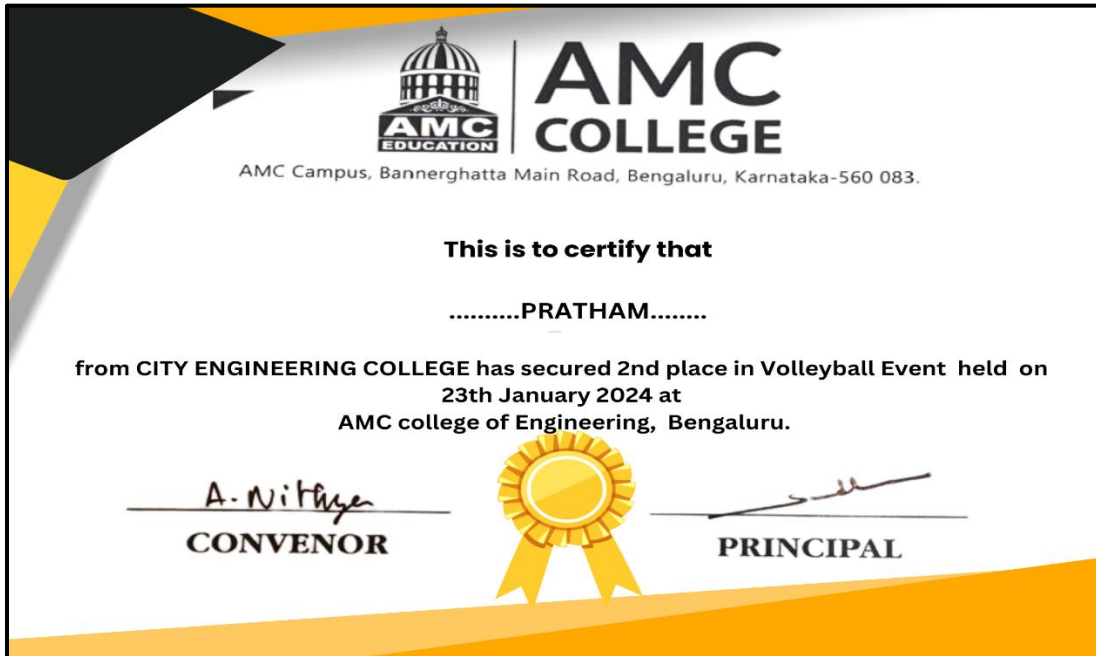 AMC
EDUCATION
AMC
COLLEGE
AMC Campus, Bannerghatta Main Road, Bengaluru, Karnataka-560 083.
This is to certify that
..........PRATHAM........
from CITY ENGINEERING COLLEGE has secured 2nd place in Volleyball Event held on
23th January 2024 at
AMC college of Engineering, Bengaluru.
A. Nithya
CONVENOR
PRINCIPAL